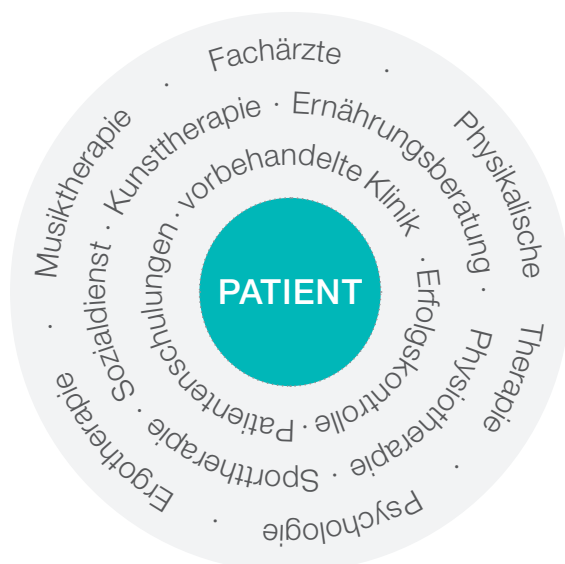 Fachärzte · Physikalische Therapie · Psychologie · Ergotherapie · Musiktherapie ·
Kunsttherapie · Ernährungsberatung · Physiotherapie · Sporttherapie · Sozialdienst ·
vorbehandelte Klinik · Erfolgskontrolle · Patientenschulungen ·
PATIENT